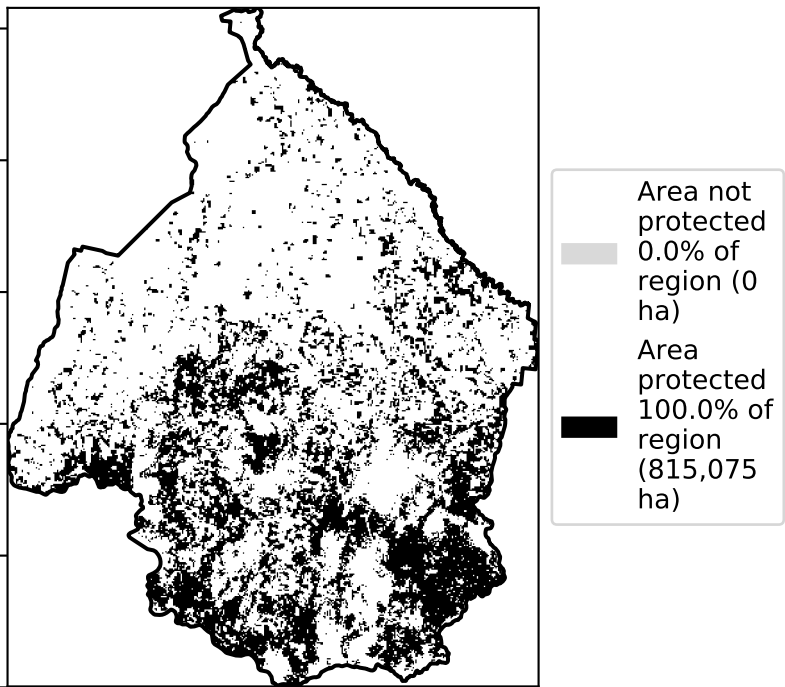 Area not
protected
0.0% of
region (0
ha)
Area
protected
100.0% of
region
(815,075
ha)